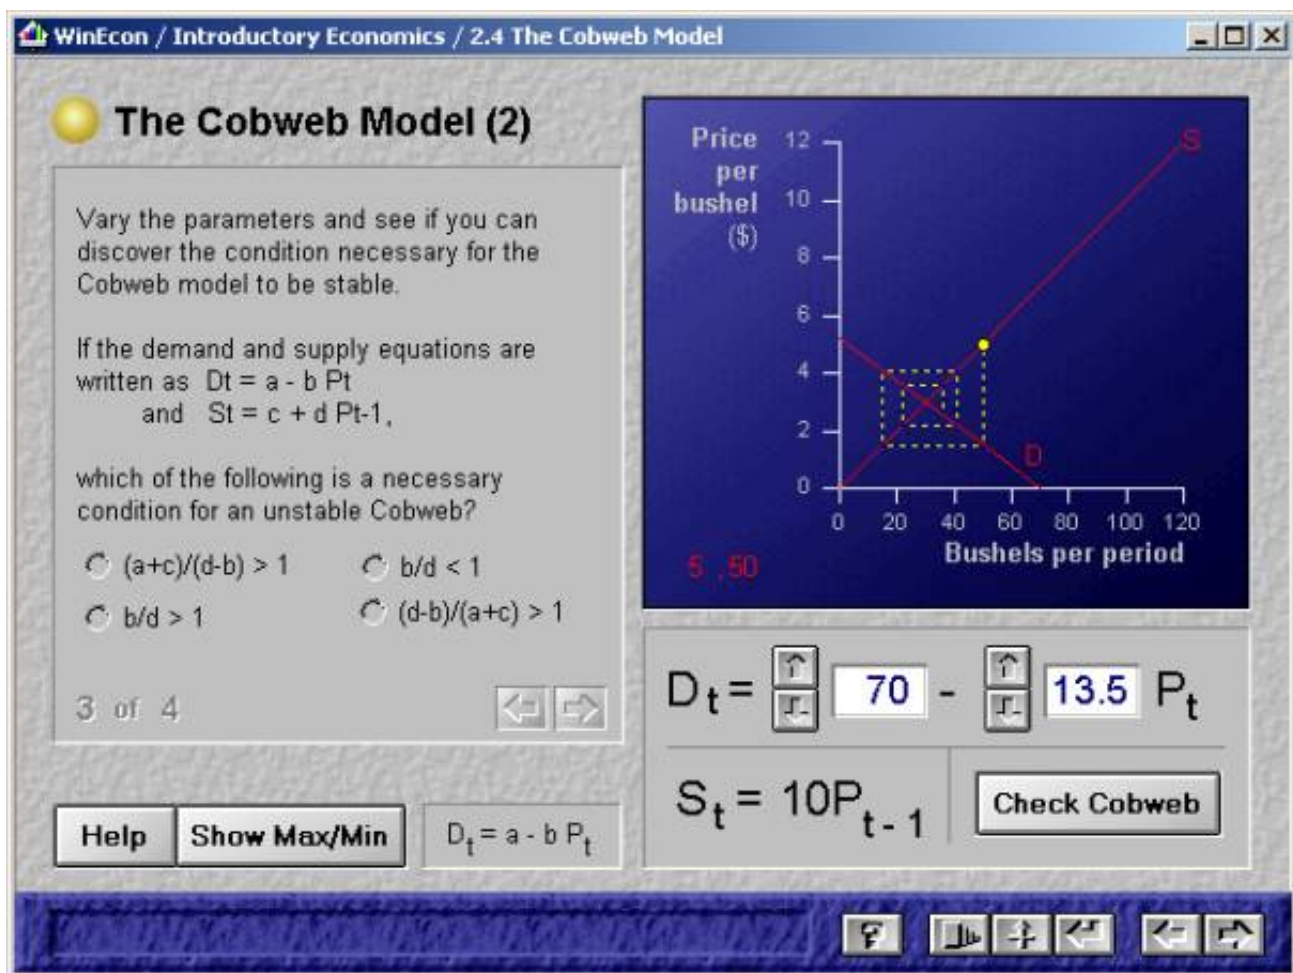 WinEcon / Introductory Economics / 2.4 The Cobweb Model
The Cobweb Model (2)
Vary the parameters and see if you can
discover the condition necessary for the
Cobweb model to be stable.
If the demand and supply equations are
written as Dt = a - b Pt
and St = c + d Pt-1,
which of the following is a necessary
condition for an unstable Cobweb?
(a+c)/(d-b) > 1
b/d < 1
b/d > 1
(d-b)/(a+c) > 1
3 of 4
Help
Show Max/Min
Dt = a - b Pt
Price
per
bushel
($)
12
10
8
6
4
2
0
S
D
0 20 40 60 80 100 120
Bushels per period
5 ,50
Dt = 70 - 13.5 Pt
St = 10Pt-1
Check Cobweb